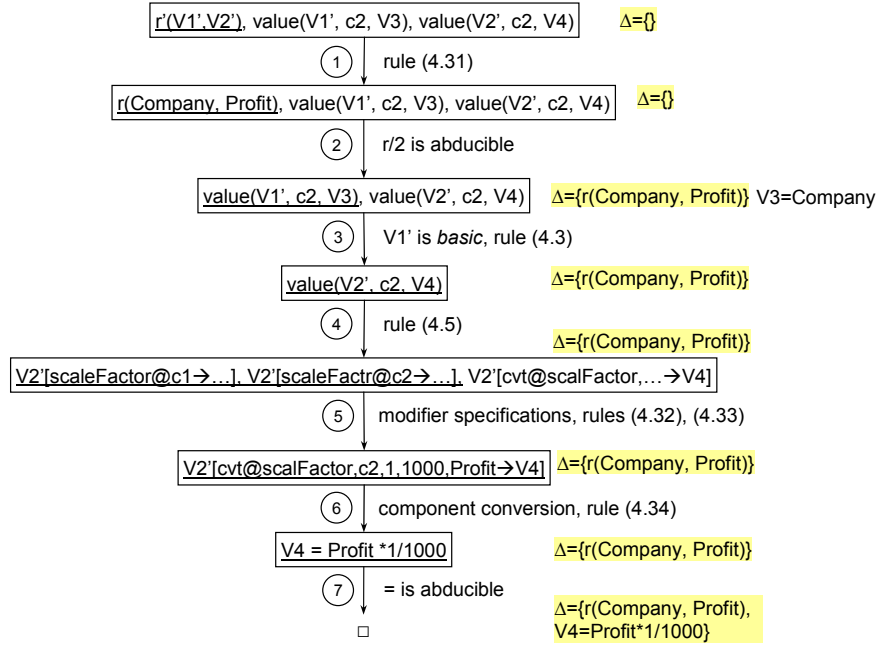 r'(V1',V2'), value(V1', c2, V3), value(V2', c2, V4) Δ={}
1 rule (4.31)
r(Company, Profit), value(V1', c2, V3), value(V2', c2, V4) Δ={}
2 r/2 is abducible
value(V1', c2, V3), value(V2', c2, V4) Δ={r(Company, Profit)} V3=Company
3 V1' is basic, rule (4.3)
value(V2', c2, V4) Δ={r(Company, Profit)}
4 rule (4.5)
Δ={r(Company, Profit)}
V2'[scaleFactor@c1→…], V2'[scaleFactr@c2→…], V2'[cvt@scalFactor,…→V4]
5 modifier specifications, rules (4.32), (4.33)
V2'[cvt@scalFactor,c2,1,1000,Profit→V4] Δ={r(Company, Profit)}
6 component conversion, rule (4.34)
V4 = Profit *1/1000 Δ={r(Company, Profit)}
7 = is abducible
Δ={r(Company, Profit),
V4=Profit*1/1000}
□